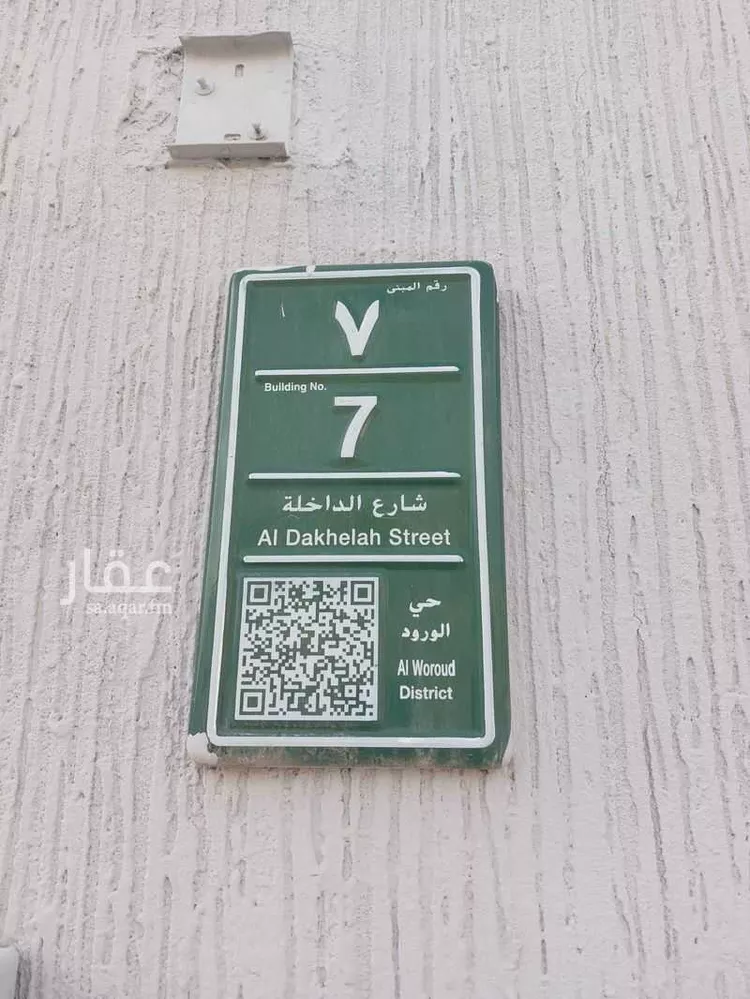 رقم المبنى
٧
Building No.
7
شارع الداخلة
Al Dakhelah Street
حي
الورود
Al Woroud
District
عقار
sa.aqar.fm